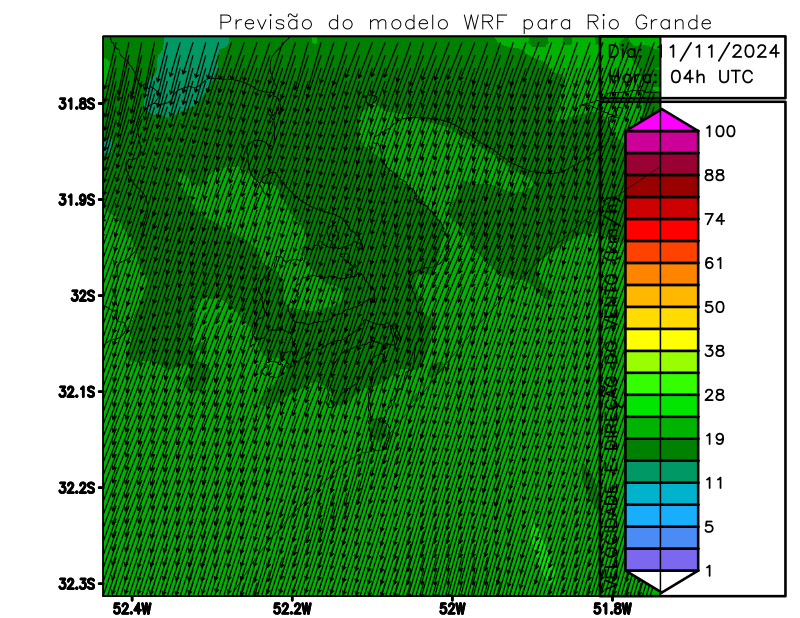 Previsão do modelo WRF para Rio Grande
Dia: 11/11/2024
Hora: 04h UTC
31.8S
31.9S
32S
32.1S
32.2S
32.3S
52.4W
52.2W
52W
51.8W
VELOCIDADE E DIREÇÃO DO VENTO (km/h)
100
88
74
61
50
38
28
19
11
5
1